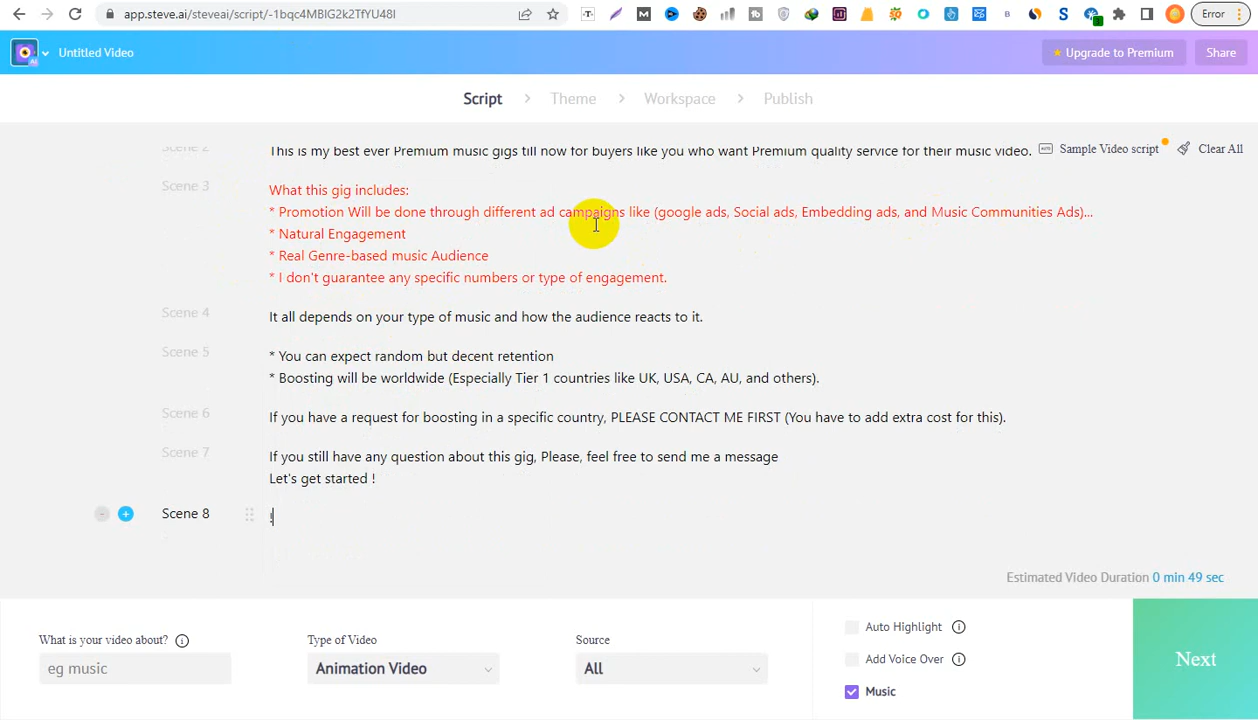 app.steve.ai/steveai/script/-1bqc4MBIG2k2TfYU48I
Error
Untitled Video
Upgrade to Premium
Share
Script > Theme > Workspace > Publish
Scene 2
This is my best ever Premium music gigs till now for buyers like you who want Premium quality service for their music video.
Sample Video script
Clear All
Scene 3
What this gig includes:
* Promotion Will be done through different ad campaigns like (google ads, Social ads, Embedding ads, and Music Communities Ads)...
* Natural Engagement
* Real Genre-based music Audience
* I don't guarantee any specific numbers or type of engagement.
Scene 4
It all depends on your type of music and how the audience reacts to it.
Scene 5
* You can expect random but decent retention
* Boosting will be worldwide (Especially Tier 1 countries like UK, USA, CA, AU, and others).
Scene 6
If you have a request for boosting in a specific country, PLEASE CONTACT ME FIRST (You have to add extra cost for this).
Scene 7
If you still have any question about this gig, Please, feel free to send me a message
Let's get started !
Scene 8
!
Estimated Video Duration 0 min 49 sec
What is your video about?
eg music
Type of Video
Animation Video
Source
All
Auto Highlight
Add Voice Over
Music
Next